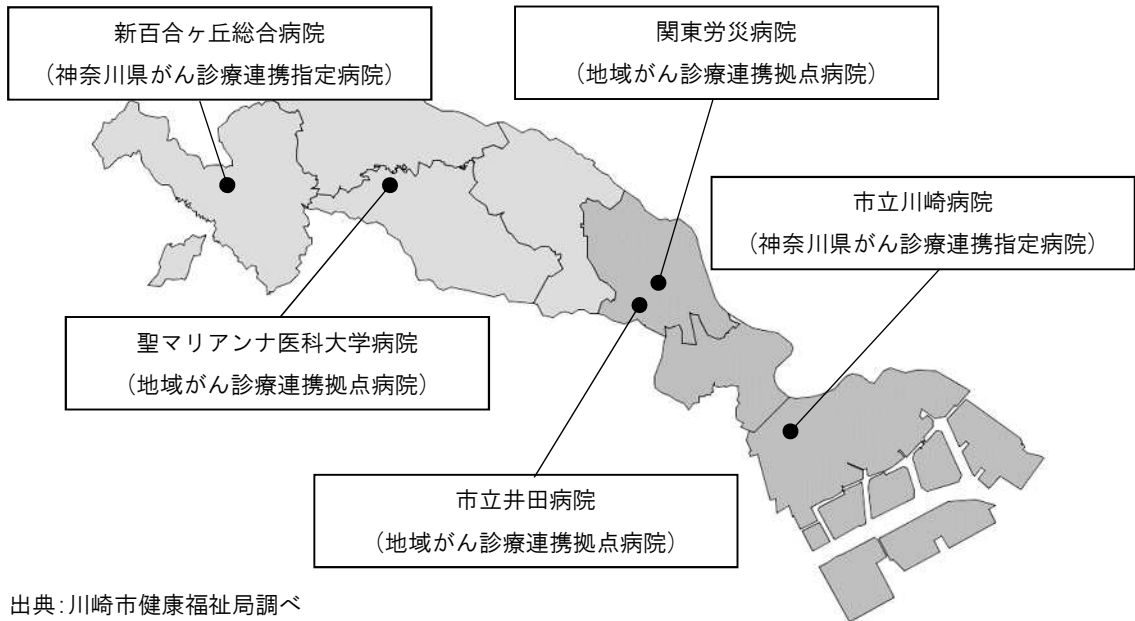 新百合ヶ丘総合病院
（神奈川県がん診療連携指定病院）
関東労災病院
（地域がん診療連携拠点病院）
市立川崎病院
（神奈川県がん診療連携指定病院）
聖マリアンナ医科大学病院
（地域がん診療連携拠点病院）
市立井田病院
（地域がん診療連携拠点病院）
出典：川崎市健康福祉局調べ